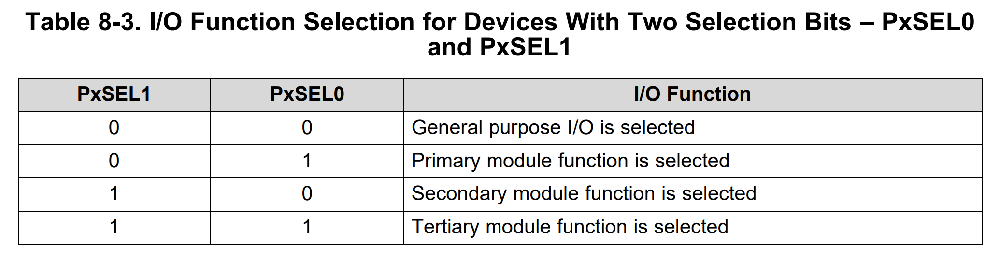 Table 8-3. I/O Function Selection for Devices With Two Selection Bits – PxSEL0
and PxSEL1
PxSEL1 PxSEL0 I/O Function
0 0 General purpose I/O is selected
0 1 Primary module function is selected
1 0 Secondary module function is selected
1 1 Tertiary module function is selected